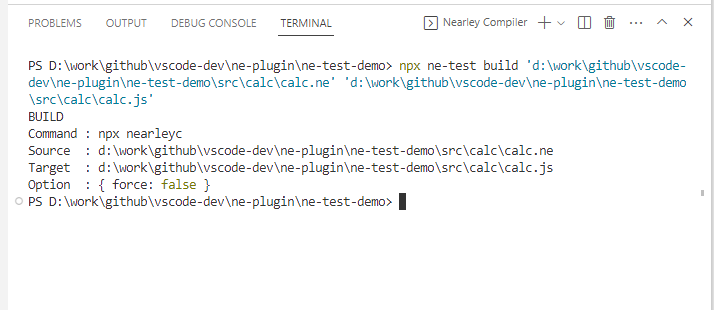 PROBLEMS OUTPUT DEBUG CONSOLE TERMINAL Nearley Compiler
PS D:\work\github\vscode-dev\ne-plugin\ne-test-demo> npx ne-test build 'd:\work\github\vscode-
dev\ne-plugin\ne-test-demo\src\calc\calc.ne' 'd:\work\github\vscode-dev\ne-plugin\ne-test-demo
\src\calc\calc.js'
BUILD
Command : npx nearleyc
Source  : d:\work\github\vscode-dev\ne-plugin\ne-test-demo\src\calc\calc.ne
Target  : d:\work\github\vscode-dev\ne-plugin\ne-test-demo\src\calc\calc.js
Option  : { force: false }
PS D:\work\github\vscode-dev\ne-plugin\ne-test-demo>